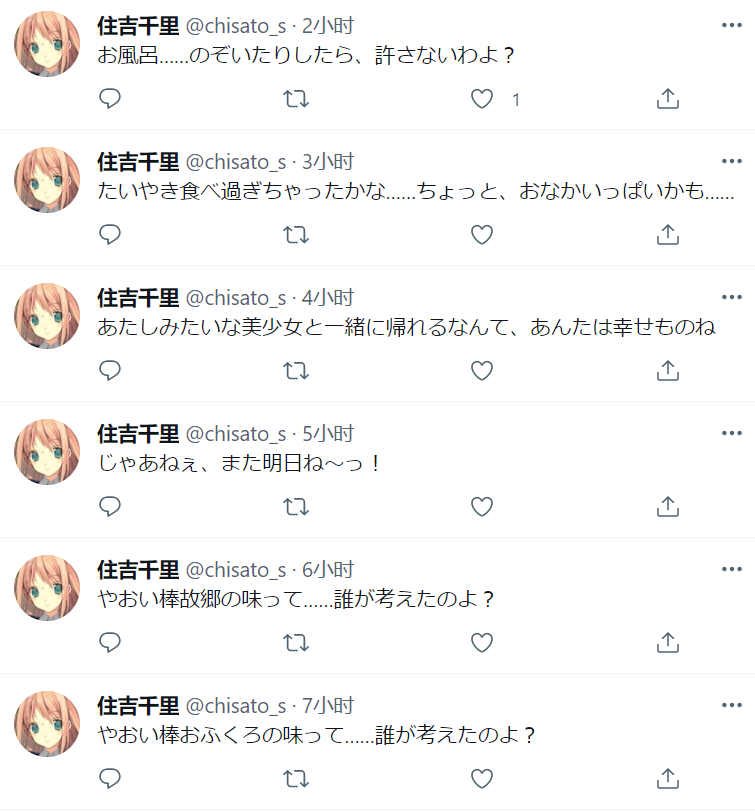 住吉千里 @chisato_s · 2小时
お風呂……のぞいたりしたら、許さないわよ？
1
住吉千里 @chisato_s · 3小时
たいやき食べ過ぎちゃったかな……ちょっと、おなかいっぱいかも……
住吉千里 @chisato_s · 4小时
あたしみたいな美少女と一緒に帰れるなんて、あんたは幸せものね
住吉千里 @chisato_s · 5小时
じゃあねぇ、また明日ね～っ！
住吉千里 @chisato_s · 6小时
やおい棒故郷の味って……誰が考えたのよ？
住吉千里 @chisato_s · 7小时
やおい棒おふくろの味って……誰が考えたのよ？